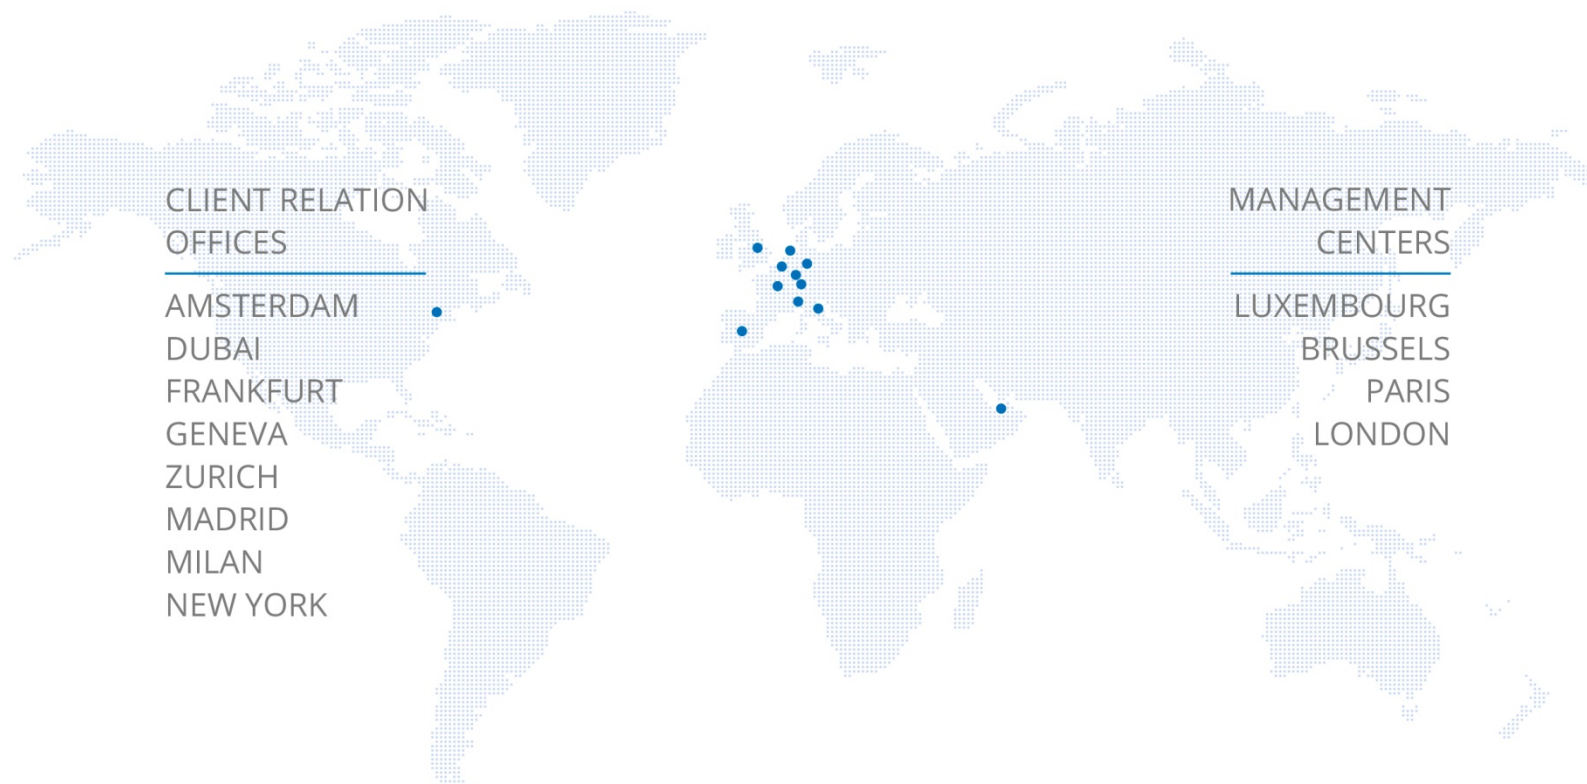 CLIENT RELATION
OFFICES
AMSTERDAM
DUBAI
FRANKFURT
GENEVA
ZURICH
MADRID
MILAN
NEW YORK
MANAGEMENT
CENTERS
LUXEMBOURG
BRUSSELS
PARIS
LONDON